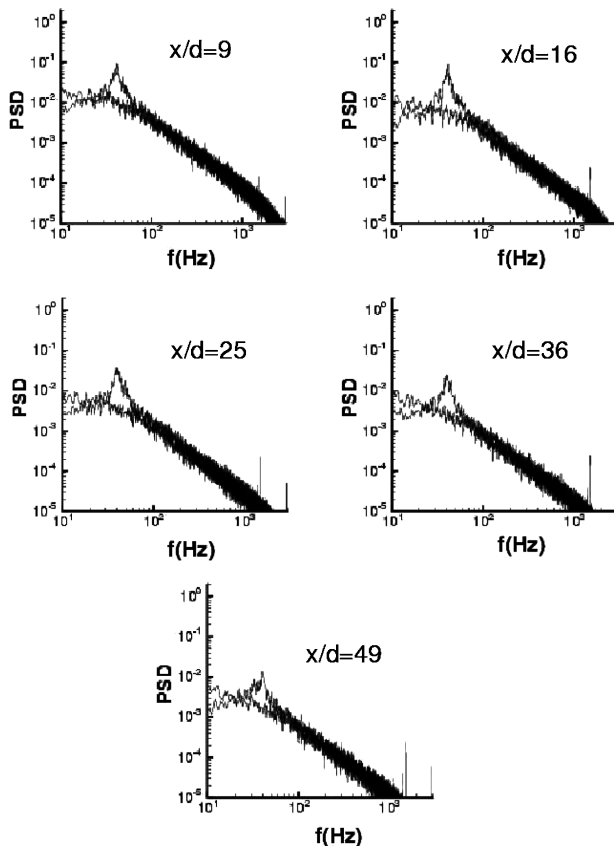 x/d=9
PSD
10⁰
10⁻¹
10⁻²
10⁻³
10⁻⁴
10⁻⁵
10¹ 10² 10³
f(Hz)
x/d=16
PSD
10⁰
10⁻¹
10⁻²
10⁻³
10⁻⁴
10⁻⁵
10¹ 10² 10³
f(Hz)
x/d=25
PSD
10⁰
10⁻¹
10⁻²
10⁻³
10⁻⁴
10⁻⁵
10¹ 10² 10³
f(Hz)
x/d=36
PSD
10⁰
10⁻¹
10⁻²
10⁻³
10⁻⁴
10⁻⁵
10¹ 10² 10³
f(Hz)
x/d=49
PSD
10⁰
10⁻¹
10⁻²
10⁻³
10⁻⁴
10⁻⁵
10¹ 10² 10³
f(Hz)